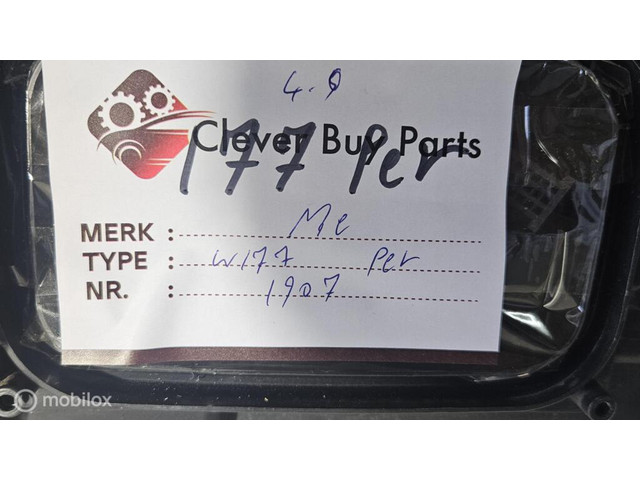 4.9
Clever Buy Parts
177 Per
MERK : Me
TYPE : W177 Per
NR. : 1907
mobilox